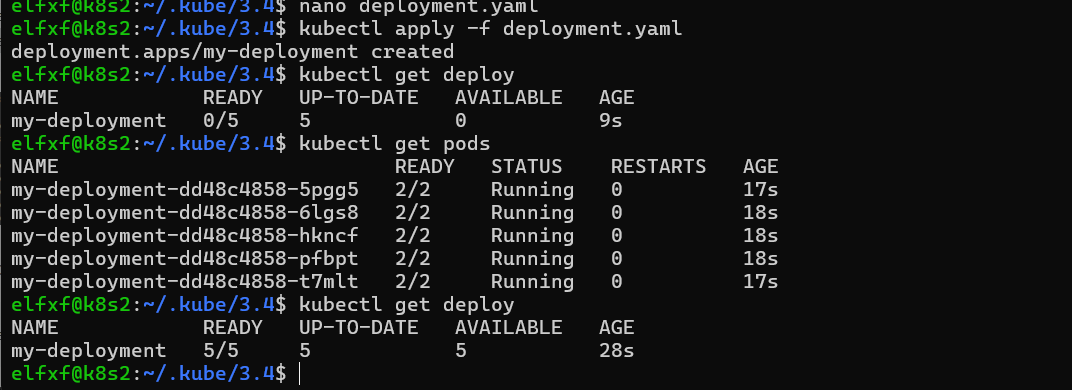 elfxf@k8s2:~/.kube/3.4$ nano deployment.yaml
elfxf@k8s2:~/.kube/3.4$ kubectl apply -f deployment.yaml
deployment.apps/my-deployment created
elfxf@k8s2:~/.kube/3.4$ kubectl get deploy
NAME            READY   UP-TO-DATE   AVAILABLE   AGE
my-deployment   0/5     5            0           9s
elfxf@k8s2:~/.kube/3.4$ kubectl get pods
NAME                            READY   STATUS    RESTARTS   AGE
my-deployment-dd48c4858-5pgg5   2/2     Running   0          17s
my-deployment-dd48c4858-6lgs8   2/2     Running   0          18s
my-deployment-dd48c4858-hkncf   2/2     Running   0          18s
my-deployment-dd48c4858-pfbpt   2/2     Running   0          18s
my-deployment-dd48c4858-t7mlt   2/2     Running   0          17s
elfxf@k8s2:~/.kube/3.4$ kubectl get deploy
NAME            READY   UP-TO-DATE   AVAILABLE   AGE
my-deployment   5/5     5            5           28s
elfxf@k8s2:~/.kube/3.4$